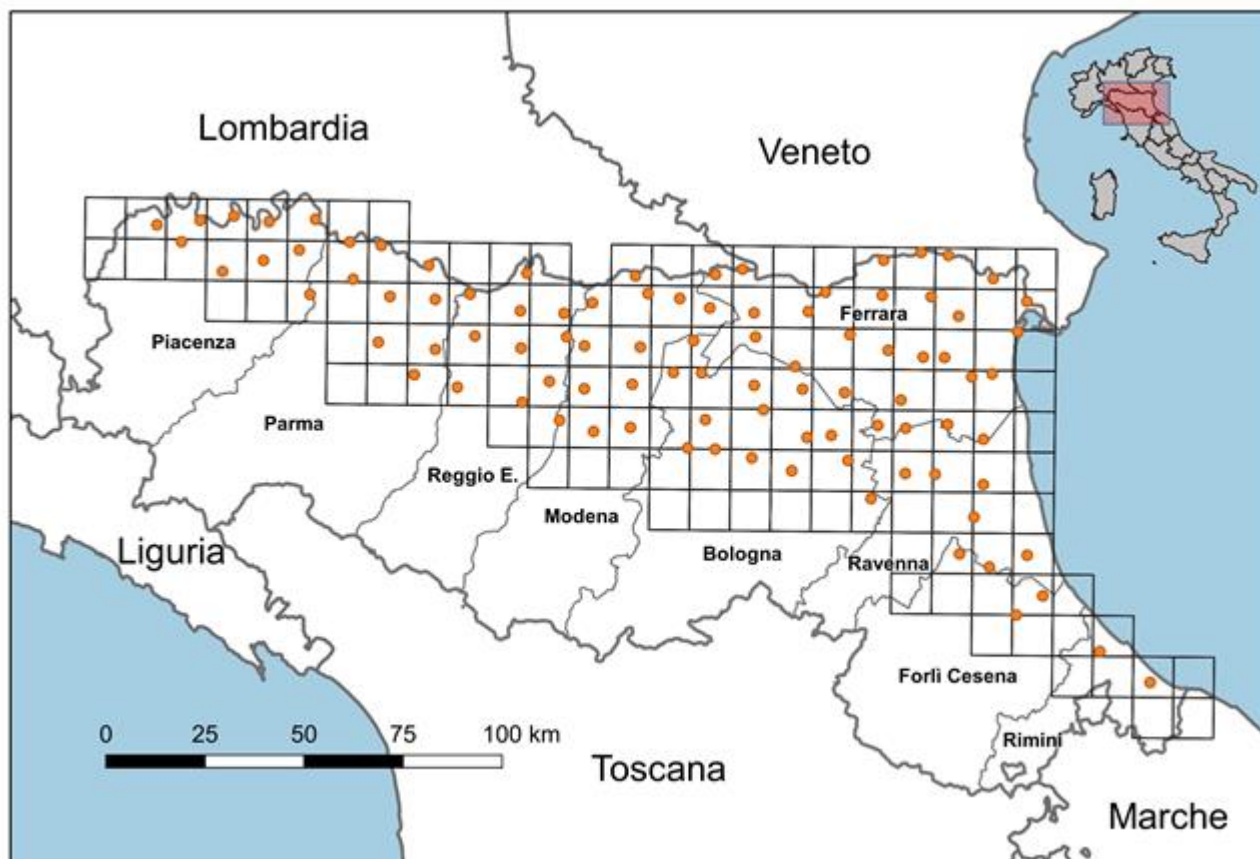 Lombardia
Veneto
Ferrara
Piacenza
Parma
Reggio E.
Modena
Liguria
Bologna
Ravenna
Forlì Cesena
0 25 50 75 100 km
Rimini
Toscana
Marche